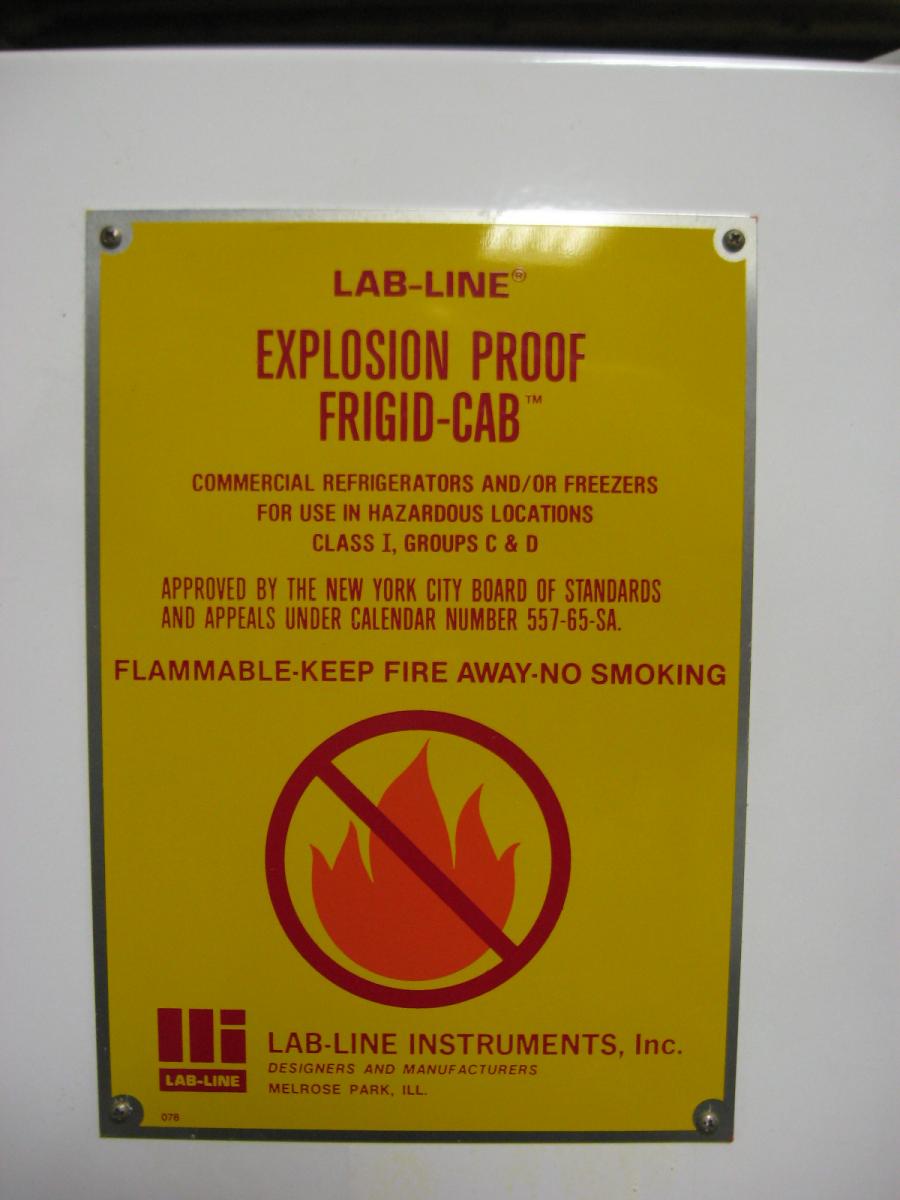 LAB-LINE®
EXPLOSION PROOF
FRIGID-CAB™
COMMERCIAL REFRIGERATORS AND/OR FREEZERS
FOR USE IN HAZARDOUS LOCATIONS
CLASS I, GROUPS C & D
APPROVED BY THE NEW YORK CITY BOARD OF STANDARDS
AND APPEALS UNDER CALENDAR NUMBER 557-65-SA.
FLAMMABLE-KEEP FIRE AWAY-NO SMOKING
LAB-LINE
LAB-LINE INSTRUMENTS, Inc.
DESIGNERS AND MANUFACTURERS
MELROSE PARK, ILL.
078